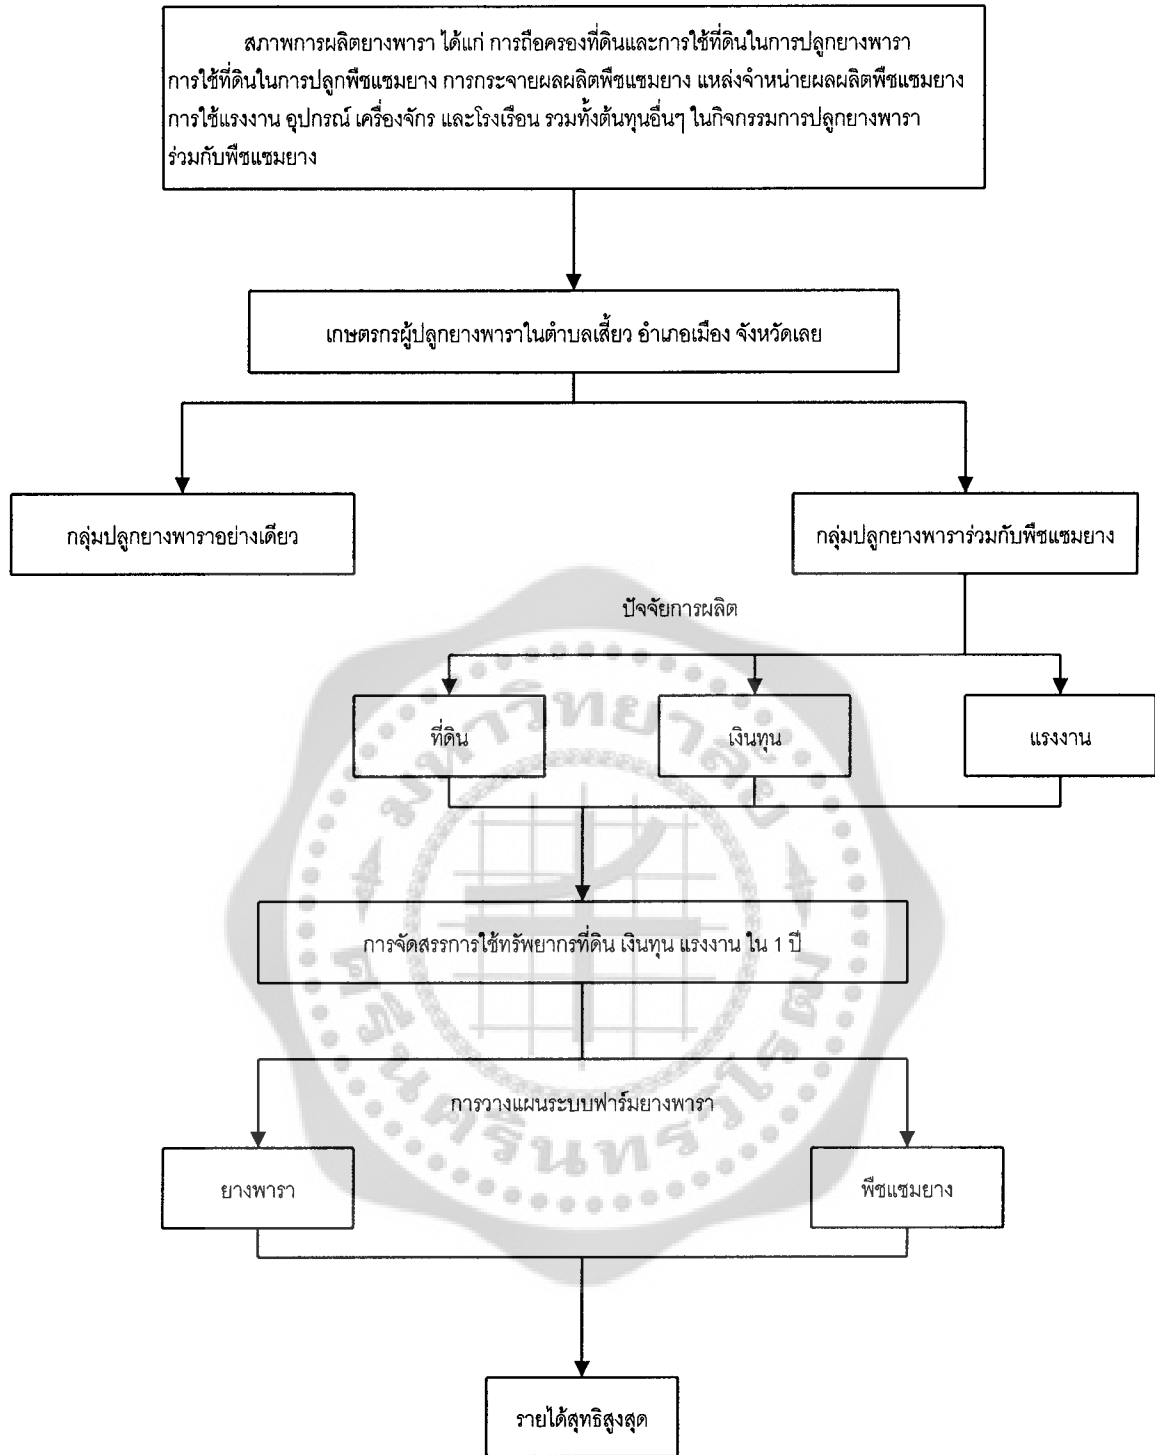 สภาพการผลิตยางพารา ได้แก่ การถือครองที่ดินและการใช้ที่ดินในการปลูกยางพารา
การใช้ที่ดินในการปลูกพืชแซมยาง การกระจายผลผลิตพืชแซมยาง แหล่งจำหน่ายผลผลิตพืชแซมยาง
การใช้แรงงาน อุปกรณ์ เครื่องจักร และโรงเรือน รวมทั้งต้นทุนอื่นๆ ในกิจกรรมการปลูกยางพารา
ร่วมกับพืชแซมยาง
เกษตรกรผู้ปลูกยางพาราในตำบลเสี้ยว อำเภอเมือง จังหวัดเลย
กลุ่มปลูกยางพาราอย่างเดียว
กลุ่มปลูกยางพาราร่วมกับพืชแซมยาง
ปัจจัยการผลิต
ที่ดิน
เงินทุน
แรงงาน
มหาวิทยาลัย
การจัดสรรการใช้ทรัพยากรที่ดิน เงินทุน แรงงาน ใน 1 ปี
ศรีนครินทรวิโรฒ
การวางแผนระบบฟาร์มยางพารา
ยางพารา
พืชแซมยาง
รายได้สุทธิสูงสุด